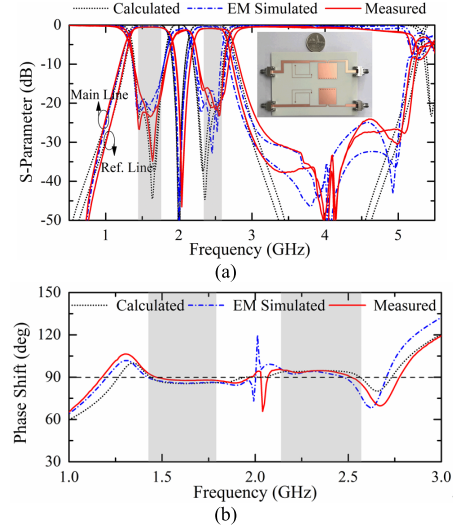 Calculated EM Simulated Measured
(a)
S-Parameter (dB)
0
-10
-20
-30
-40
-50
Main Line
Ref. Line
1 2 3 4 5
Frequency (GHz)
(a)
Calculated EM Simulated Measured
Phase Shift (deg)
150
120
90
60
30
1.0 1.5 2.0 2.5 3.0
Frequency (GHz)
(b)